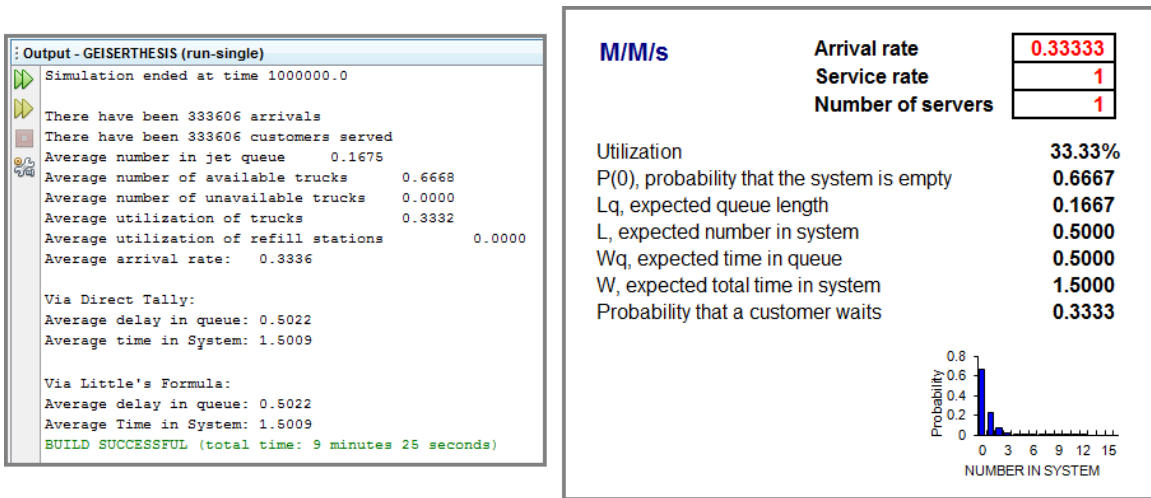 Output - GEISERTHESIS (run-single)
Simulation ended at time 1000000.0
There have been 333606 arrivals
There have been 333606 customers served
Average number in jet queue 0.1675
Average number of available trucks 0.6668
Average number of unavailable trucks 0.0000
Average utilization of trucks 0.3332
Average utilization of refill stations 0.0000
Average arrival rate: 0.3336
Via Direct Tally:
Average delay in queue: 0.5022
Average time in System: 1.5009
Via Little's Formula:
Average delay in queue: 0.5022
Average Time in System: 1.5009
BUILD SUCCESSFUL (total time: 9 minutes 25 seconds)
M/M/s
Arrival rate 0.33333
Service rate 1
Number of servers 1
Utilization 33.33%
P(0), probability that the system is empty 0.6667
Lq, expected queue length 0.1667
L, expected number in system 0.5000
Wq, expected time in queue 0.5000
W, expected total time in system 1.5000
Probability that a customer waits 0.3333
Probability
0.8
0.6
0.4
0.2
0
0 3 6 9 12 15
NUMBER IN SYSTEM